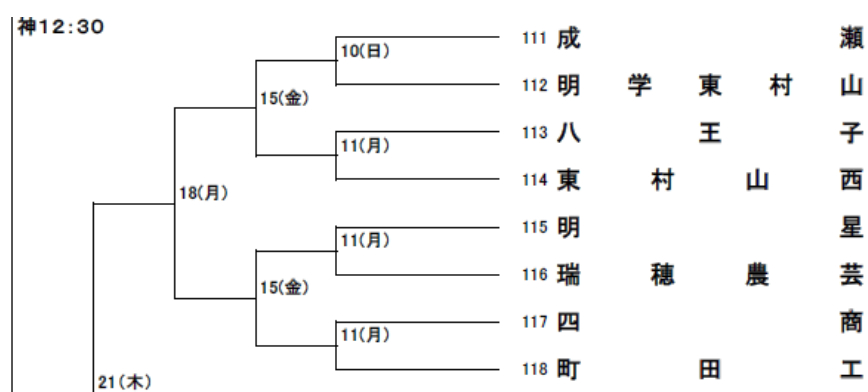 神12:30
10(日)
111 成瀬
112 明学東村山
15(金)
11(月)
113 八王子
114 東村山西
18(月)
11(月)
115 明星
116 瑞穂農芸
15(金)
11(月)
117 四商
118 町田工
21(木)